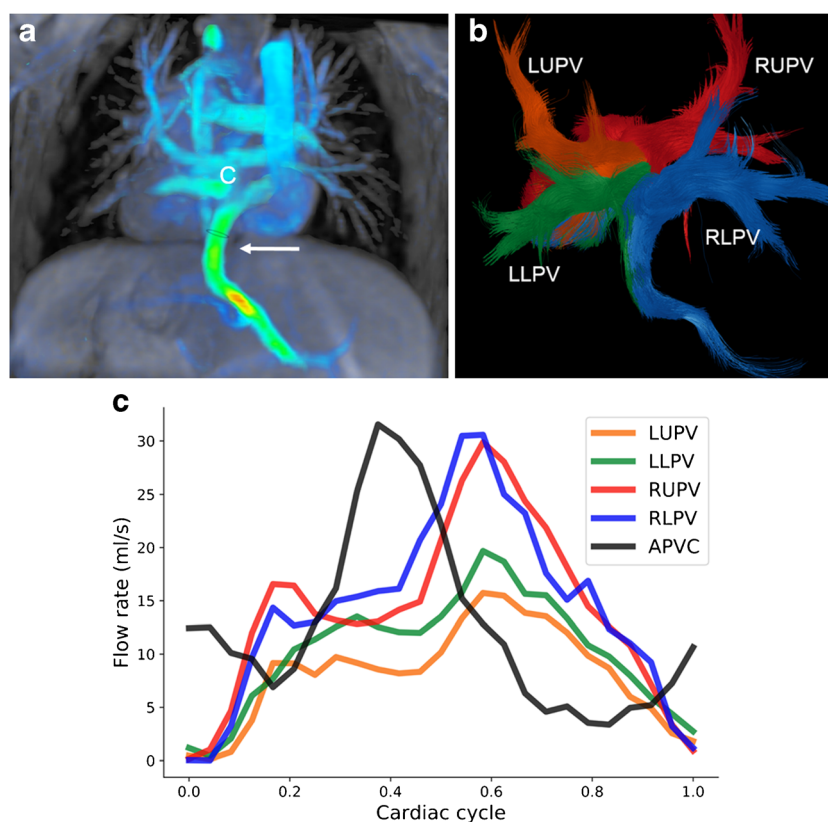 a
C
b
LUPV
RUPV
LLPV
RLPV
c
Flow rate (ml/s)
30
25
20
15
10
5
0
LUPV
LLPV
RUPV
RLPV
APVC
0.0 0.2 0.4 0.6 0.8 1.0
Cardiac cycle